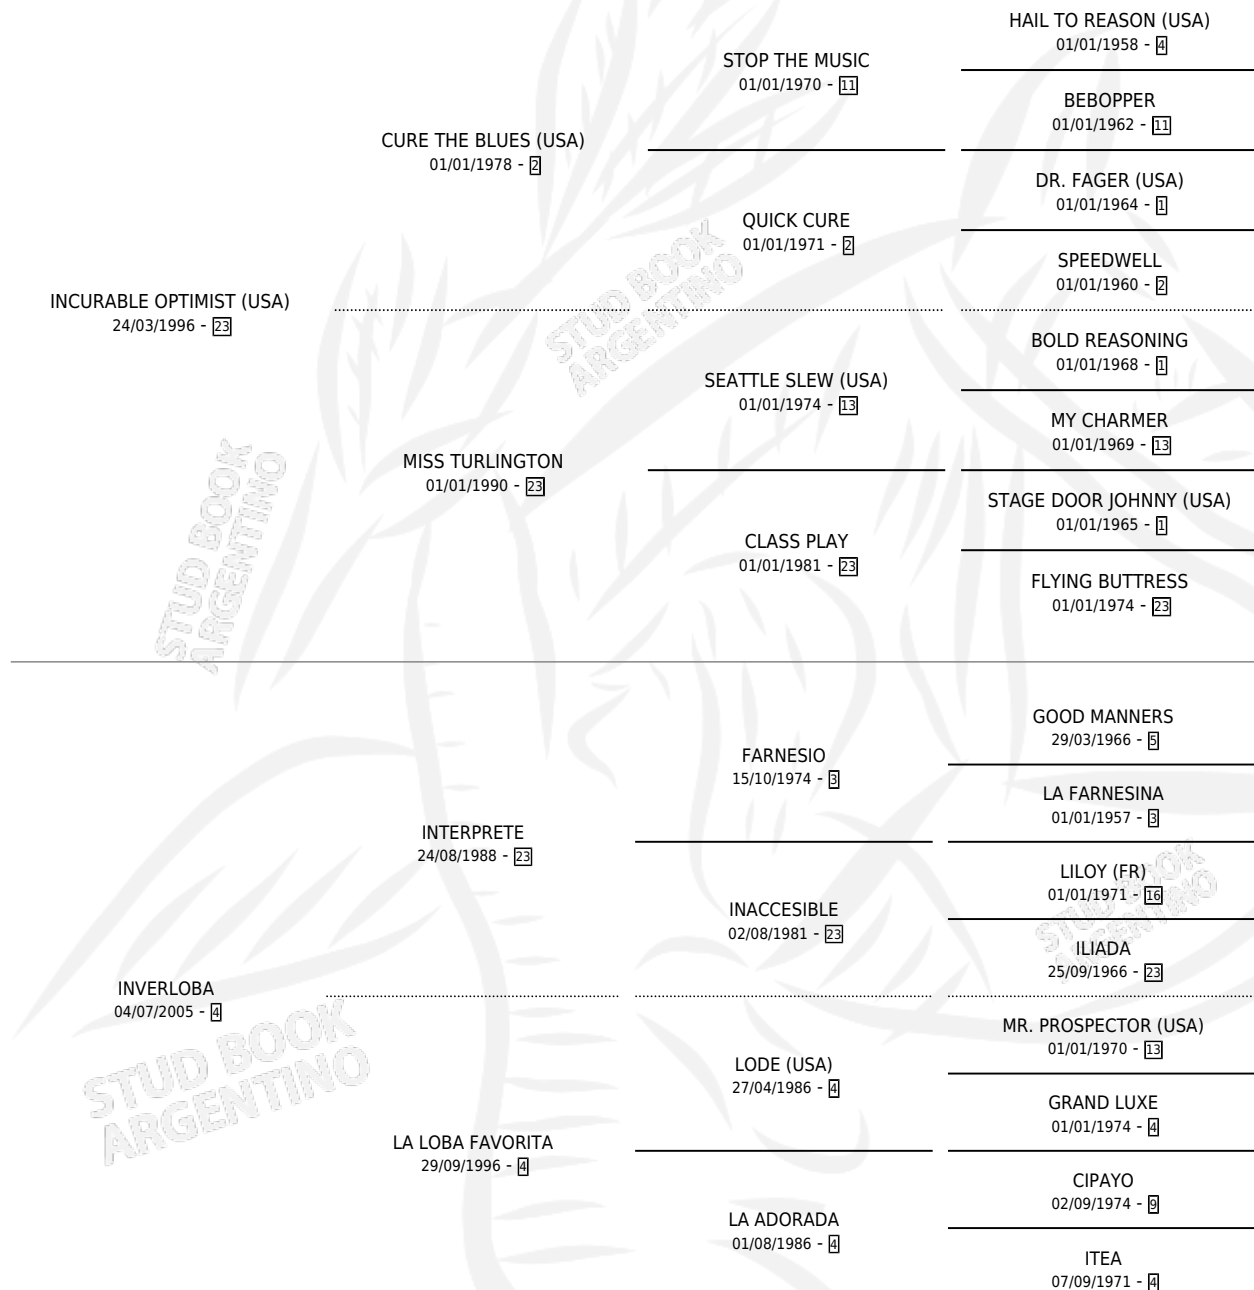 HAIL TO REASON (USA)
01/01/1958 - 4
STOP THE MUSIC
01/01/1970 - 11
BEBOPPER
01/01/1962 - 11
CURE THE BLUES (USA)
01/01/1978 - 2
DR. FAGER (USA)
01/01/1964 - 1
QUICK CURE
01/01/1971 - 2
SPEEDWELL
01/01/1960 - 2
INCURABLE OPTIMIST (USA)
24/03/1996 - 23
BOLD REASONING
01/01/1968 - 1
SEATTLE SLEW (USA)
01/01/1974 - 13
MY CHARMER
01/01/1969 - 13
MISS TURLINGTON
01/01/1990 - 23
STAGE DOOR JOHNNY (USA)
01/01/1965 - 1
CLASS PLAY
01/01/1981 - 23
FLYING BUTTRESS
01/01/1974 - 23
GOOD MANNERS
29/03/1966 - 5
FARNESIO
15/10/1974 - 3
LA FARNESINA
01/01/1957 - 3
INTERPRETE
24/08/1988 - 23
LILOY (FR)
01/01/1971 - 16
INACCESIBLE
02/08/1981 - 23
ILIADA
25/09/1966 - 23
INVERLOBA
04/07/2005 - 4
MR. PROSPECTOR (USA)
01/01/1970 - 13
LODE (USA)
27/04/1986 - 4
GRAND LUXE
01/01/1974 - 4
LA LOBA FAVORITA
29/09/1996 - 4
CIPAYO
02/09/1974 - 9
LA ADORADA
01/08/1986 - 4
ITEA
07/09/1971 - 4
STUD BOOK
ARGENTINO
STUD BOOK
ARGENTINO
STUD BOOK
ARGENTINO
STUD BOOK
ARGENTINO